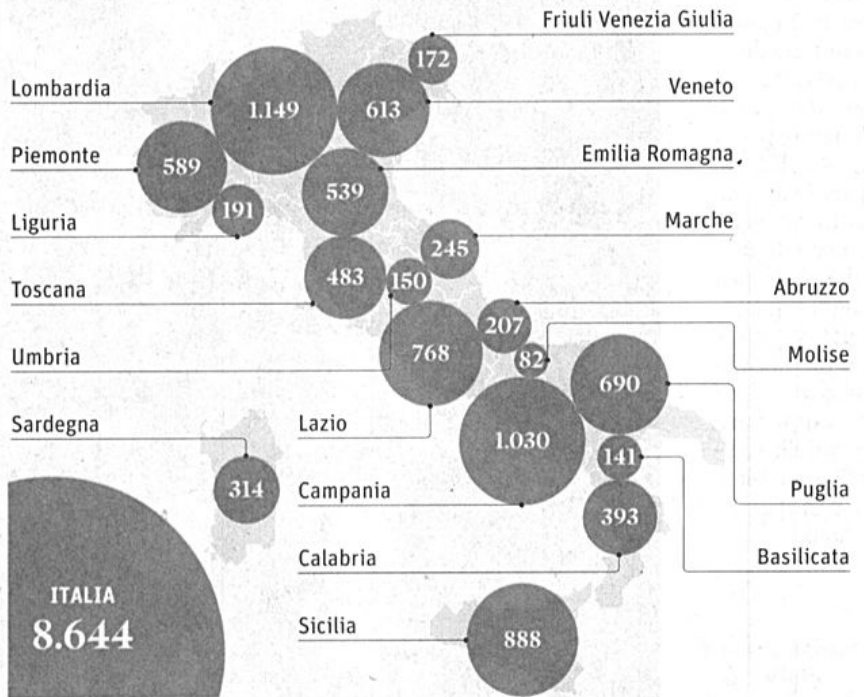 Friuli Venezia Giulia
172
Lombardia
1.149
613
Veneto
Piemonte
589
539
Emilia Romagna
Liguria
191
245
Marche
Toscana
483
150
207
Abruzzo
Umbria
768
82
Molise
690
Sardegna
314
Lazio
1.030
141
Campania
393
Puglia
Calabria
Basilicata
ITALIA
8.644
Sicilia
888